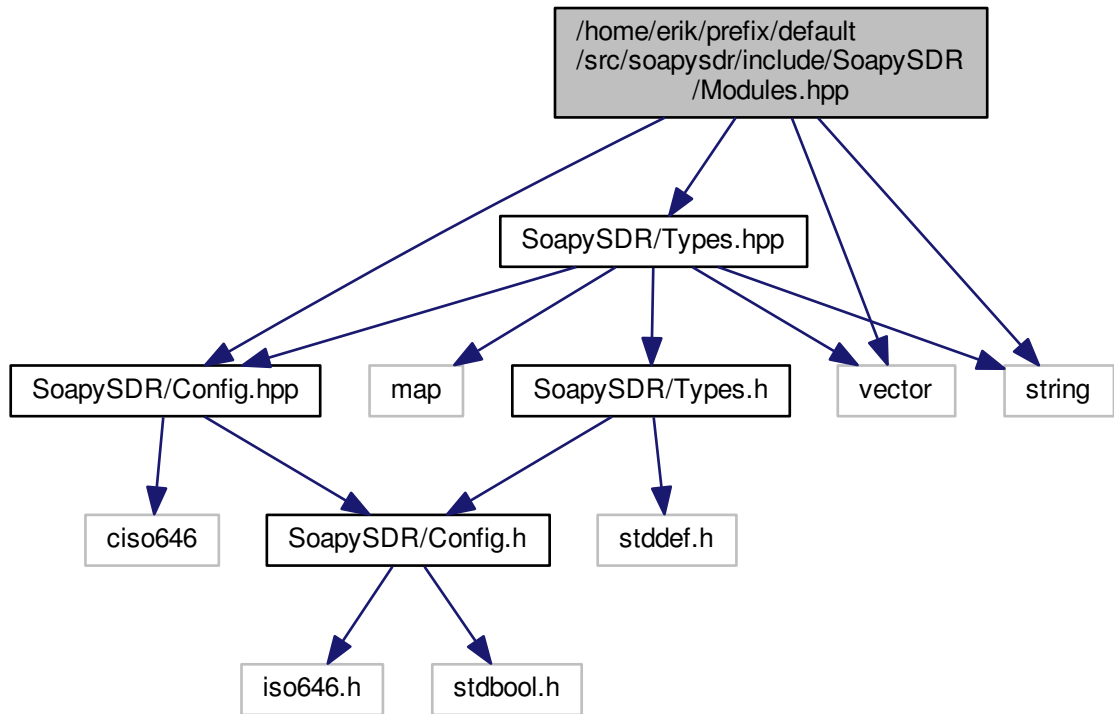 /home/erik/prefix/default
/src/soapysdr/include/SoapySDR
/Modules.hpp
SoapySDR/Types.hpp
SoapySDR/Config.hpp
map
SoapySDR/Types.h
vector
string
ciso646
SoapySDR/Config.h
stddef.h
iso646.h
stdbool.h